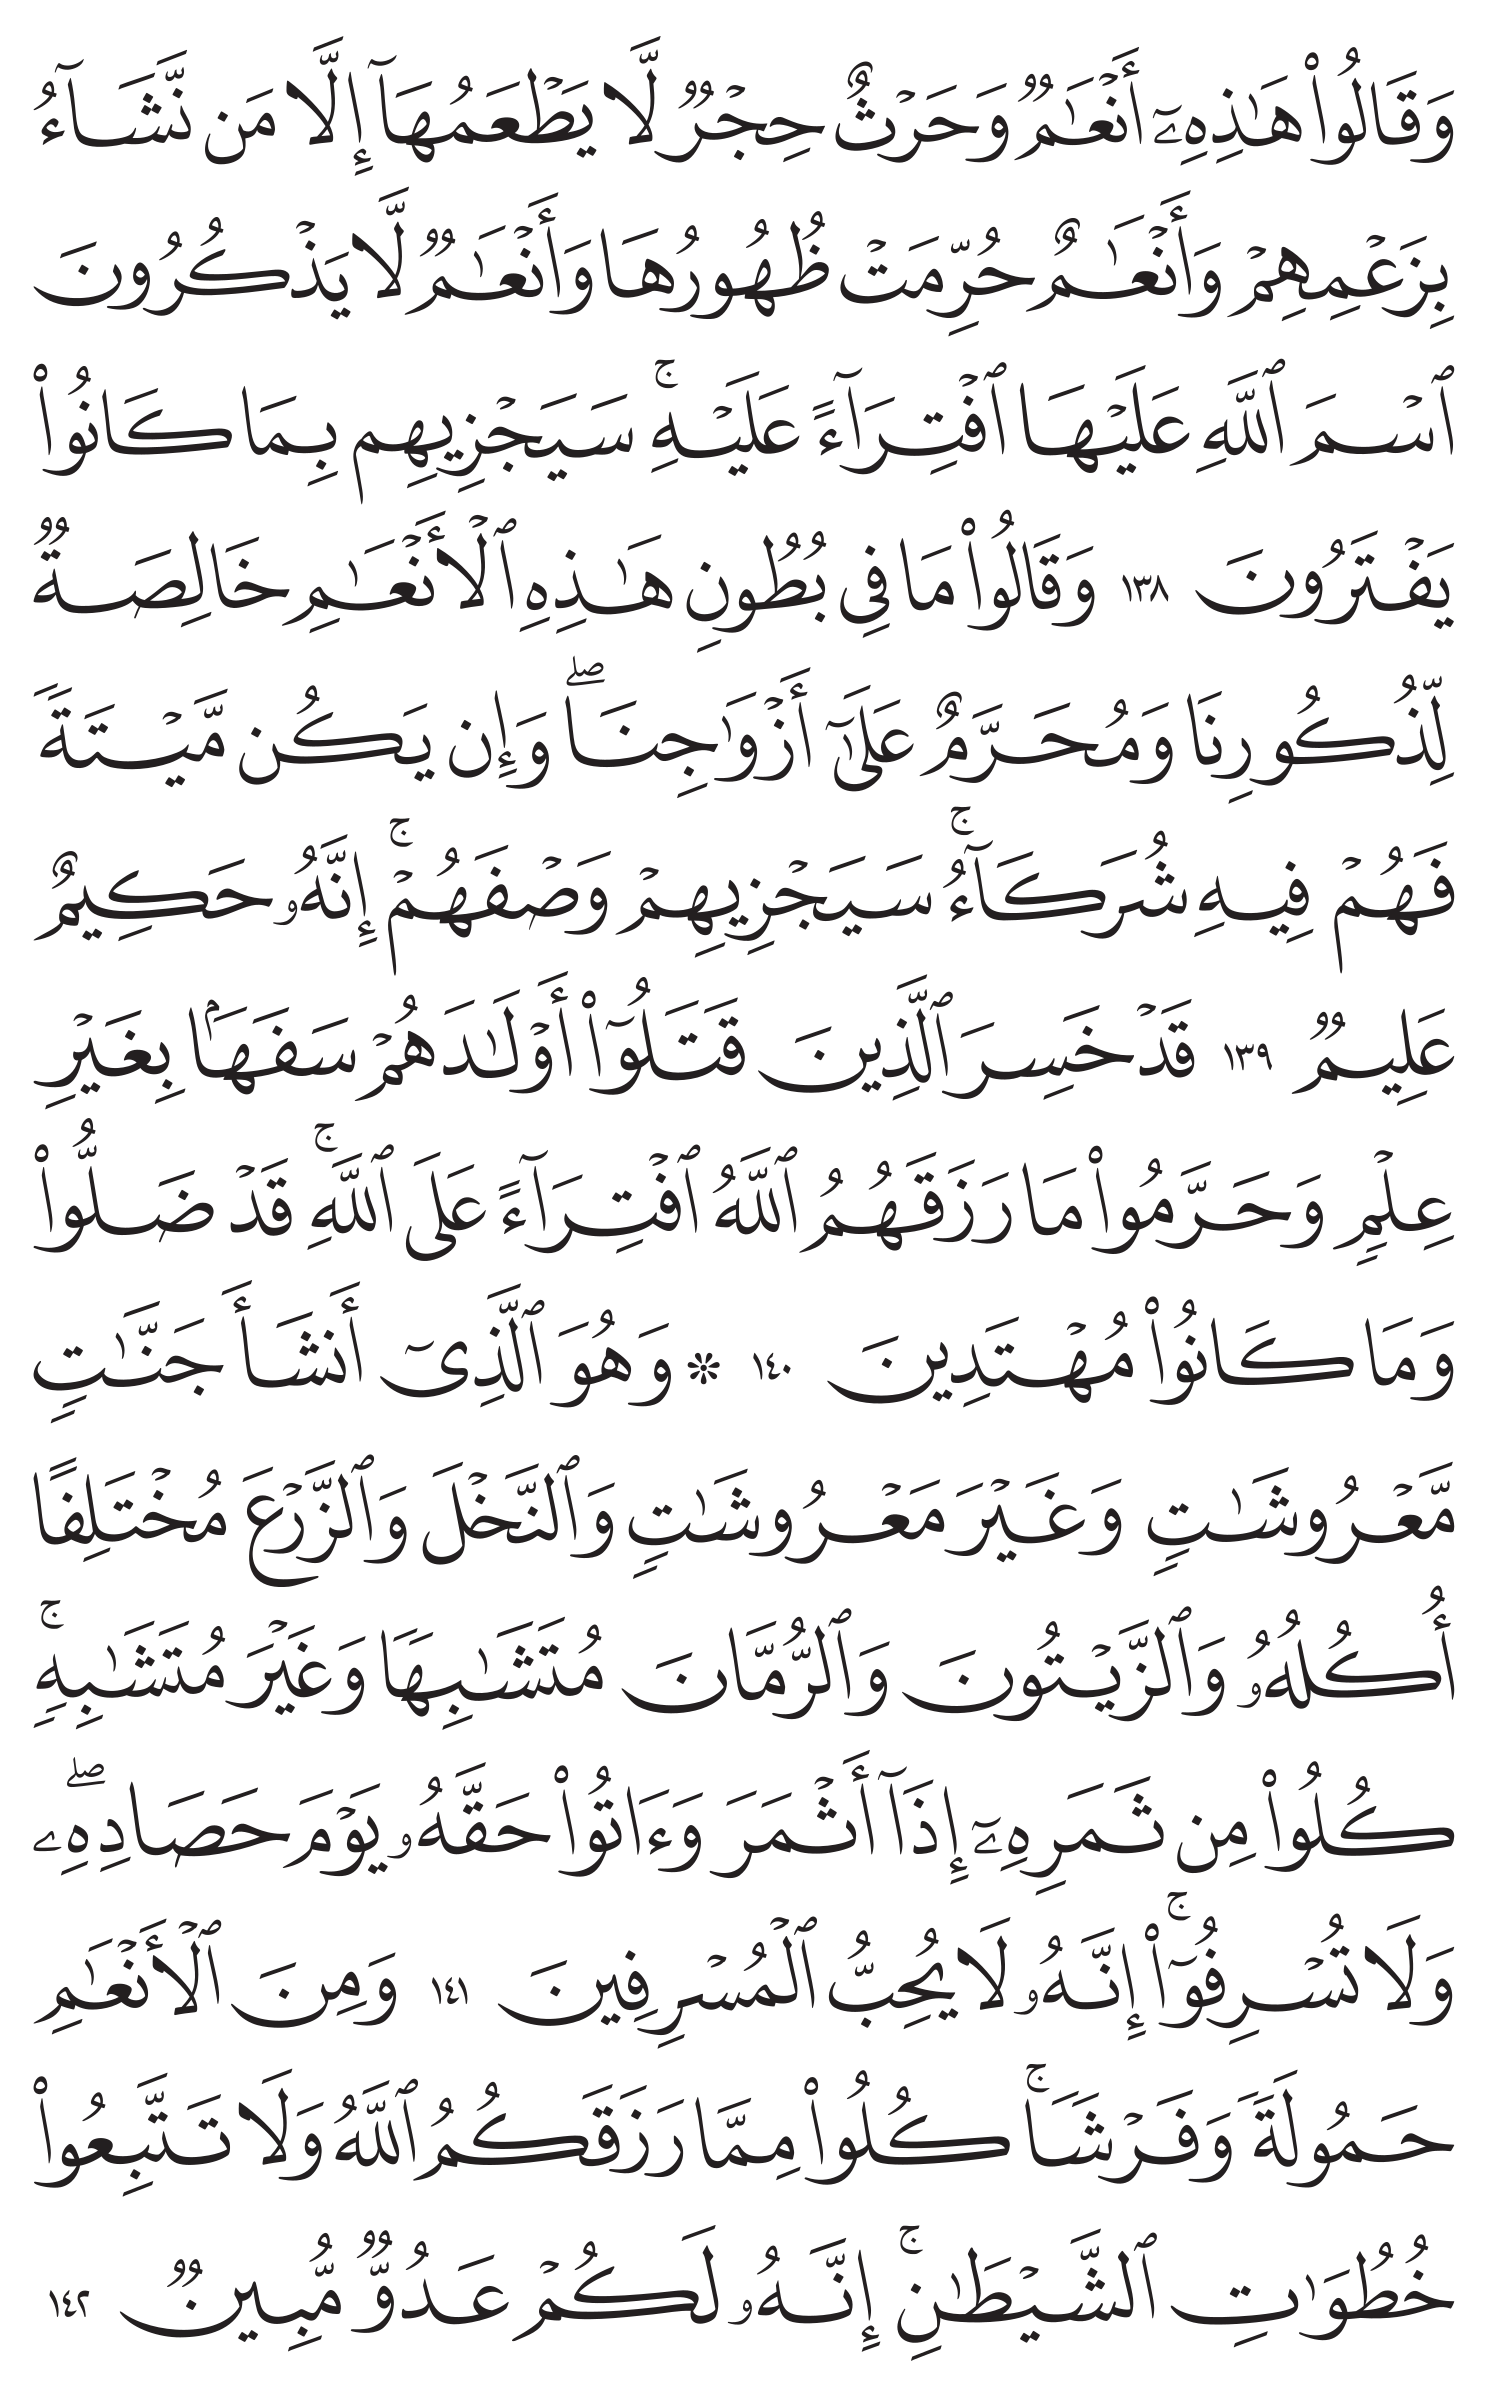 وَقَالُوا۟ هَـٰذِهِۦٓ أَنْعَـٰمٌ وَحَرْثٌ حِجْرٌ لَّا يَطْعَمُهَآ إِلَّا مَن نَّشَآءُ
بِزَعْمِهِمْ وَأَنْعَـٰمٌ حُرِّمَتْ ظُهُورُهَا وَأَنْعَـٰمٌ لَّا يَذْكُرُونَ
ٱسْمَ ٱللَّهِ عَلَيْهَا ٱفْتِرَآءً عَلَيْهِ ۚ سَيَجْزِيهِم بِمَا كَانُوا۟
يَفْتَرُونَ ١٣٨ وَقَالُوا۟ مَا فِى بُطُونِ هَـٰذِهِ ٱلْأَنْعَـٰمِ خَالِصَةٌ
لِّذُكُورِنَا وَمُحَرَّمٌ عَلَىٰٓ أَزْوَٰجِنَا ۖ وَإِن يَكُن مَّيْتَةً
فَهُمْ فِيهِ شُرَكَآءُ ۚ سَيَجْزِيهِمْ وَصْفَهُمْ ۚ إِنَّهُۥ حَكِيمٌ
عَلِيمٌ ١٣٩ قَدْ خَسِرَ ٱلَّذِينَ قَتَلُوٓا۟ أَوْلَـٰدَهُمْ سَفَهًۢا بِغَيْرِ
عِلْمٍ وَحَرَّمُوا۟ مَا رَزَقَهُمُ ٱللَّهُ ٱفْتِرَآءً عَلَى ٱللَّهِ ۚ قَدْ ضَلُّوا۟
وَمَا كَانُوا۟ مُهْتَدِينَ ١٤٠ ۞ وَهُوَ ٱلَّذِىٓ أَنشَأَ جَنَّـٰتٍ
مَّعْرُوشَـٰتٍ وَغَيْرَ مَعْرُوشَـٰتٍ وَٱلنَّخْلَ وَٱلزَّرْعَ مُخْتَلِفًا
أُكُلُهُۥ وَٱلزَّيْتُونَ وَٱلرُّمَّانَ مُتَشَـٰبِهًا وَغَيْرَ مُتَشَـٰبِهٍ ۚ
كُلُوا۟ مِن ثَمَرِهِۦٓ إِذَآ أَثْمَرَ وَءَاتُوا۟ حَقَّهُۥ يَوْمَ حَصَادِهِۦ ۖ
وَلَا تُسْرِفُوٓا۟ ۚ إِنَّهُۥ لَا يُحِبُّ ٱلْمُسْرِفِينَ ١٤١ وَمِنَ ٱلْأَنْعَـٰمِ
حَمُولَةً وَفَرْشًا ۚ كُلُوا۟ مِمَّا رَزَقَكُمُ ٱللَّهُ وَلَا تَتَّبِعُوا۟
خُطُوَٰتِ ٱلشَّيْطَـٰنِ ۚ إِنَّهُۥ لَكُمْ عَدُوٌّ مُّبِينٌ ١٤٢